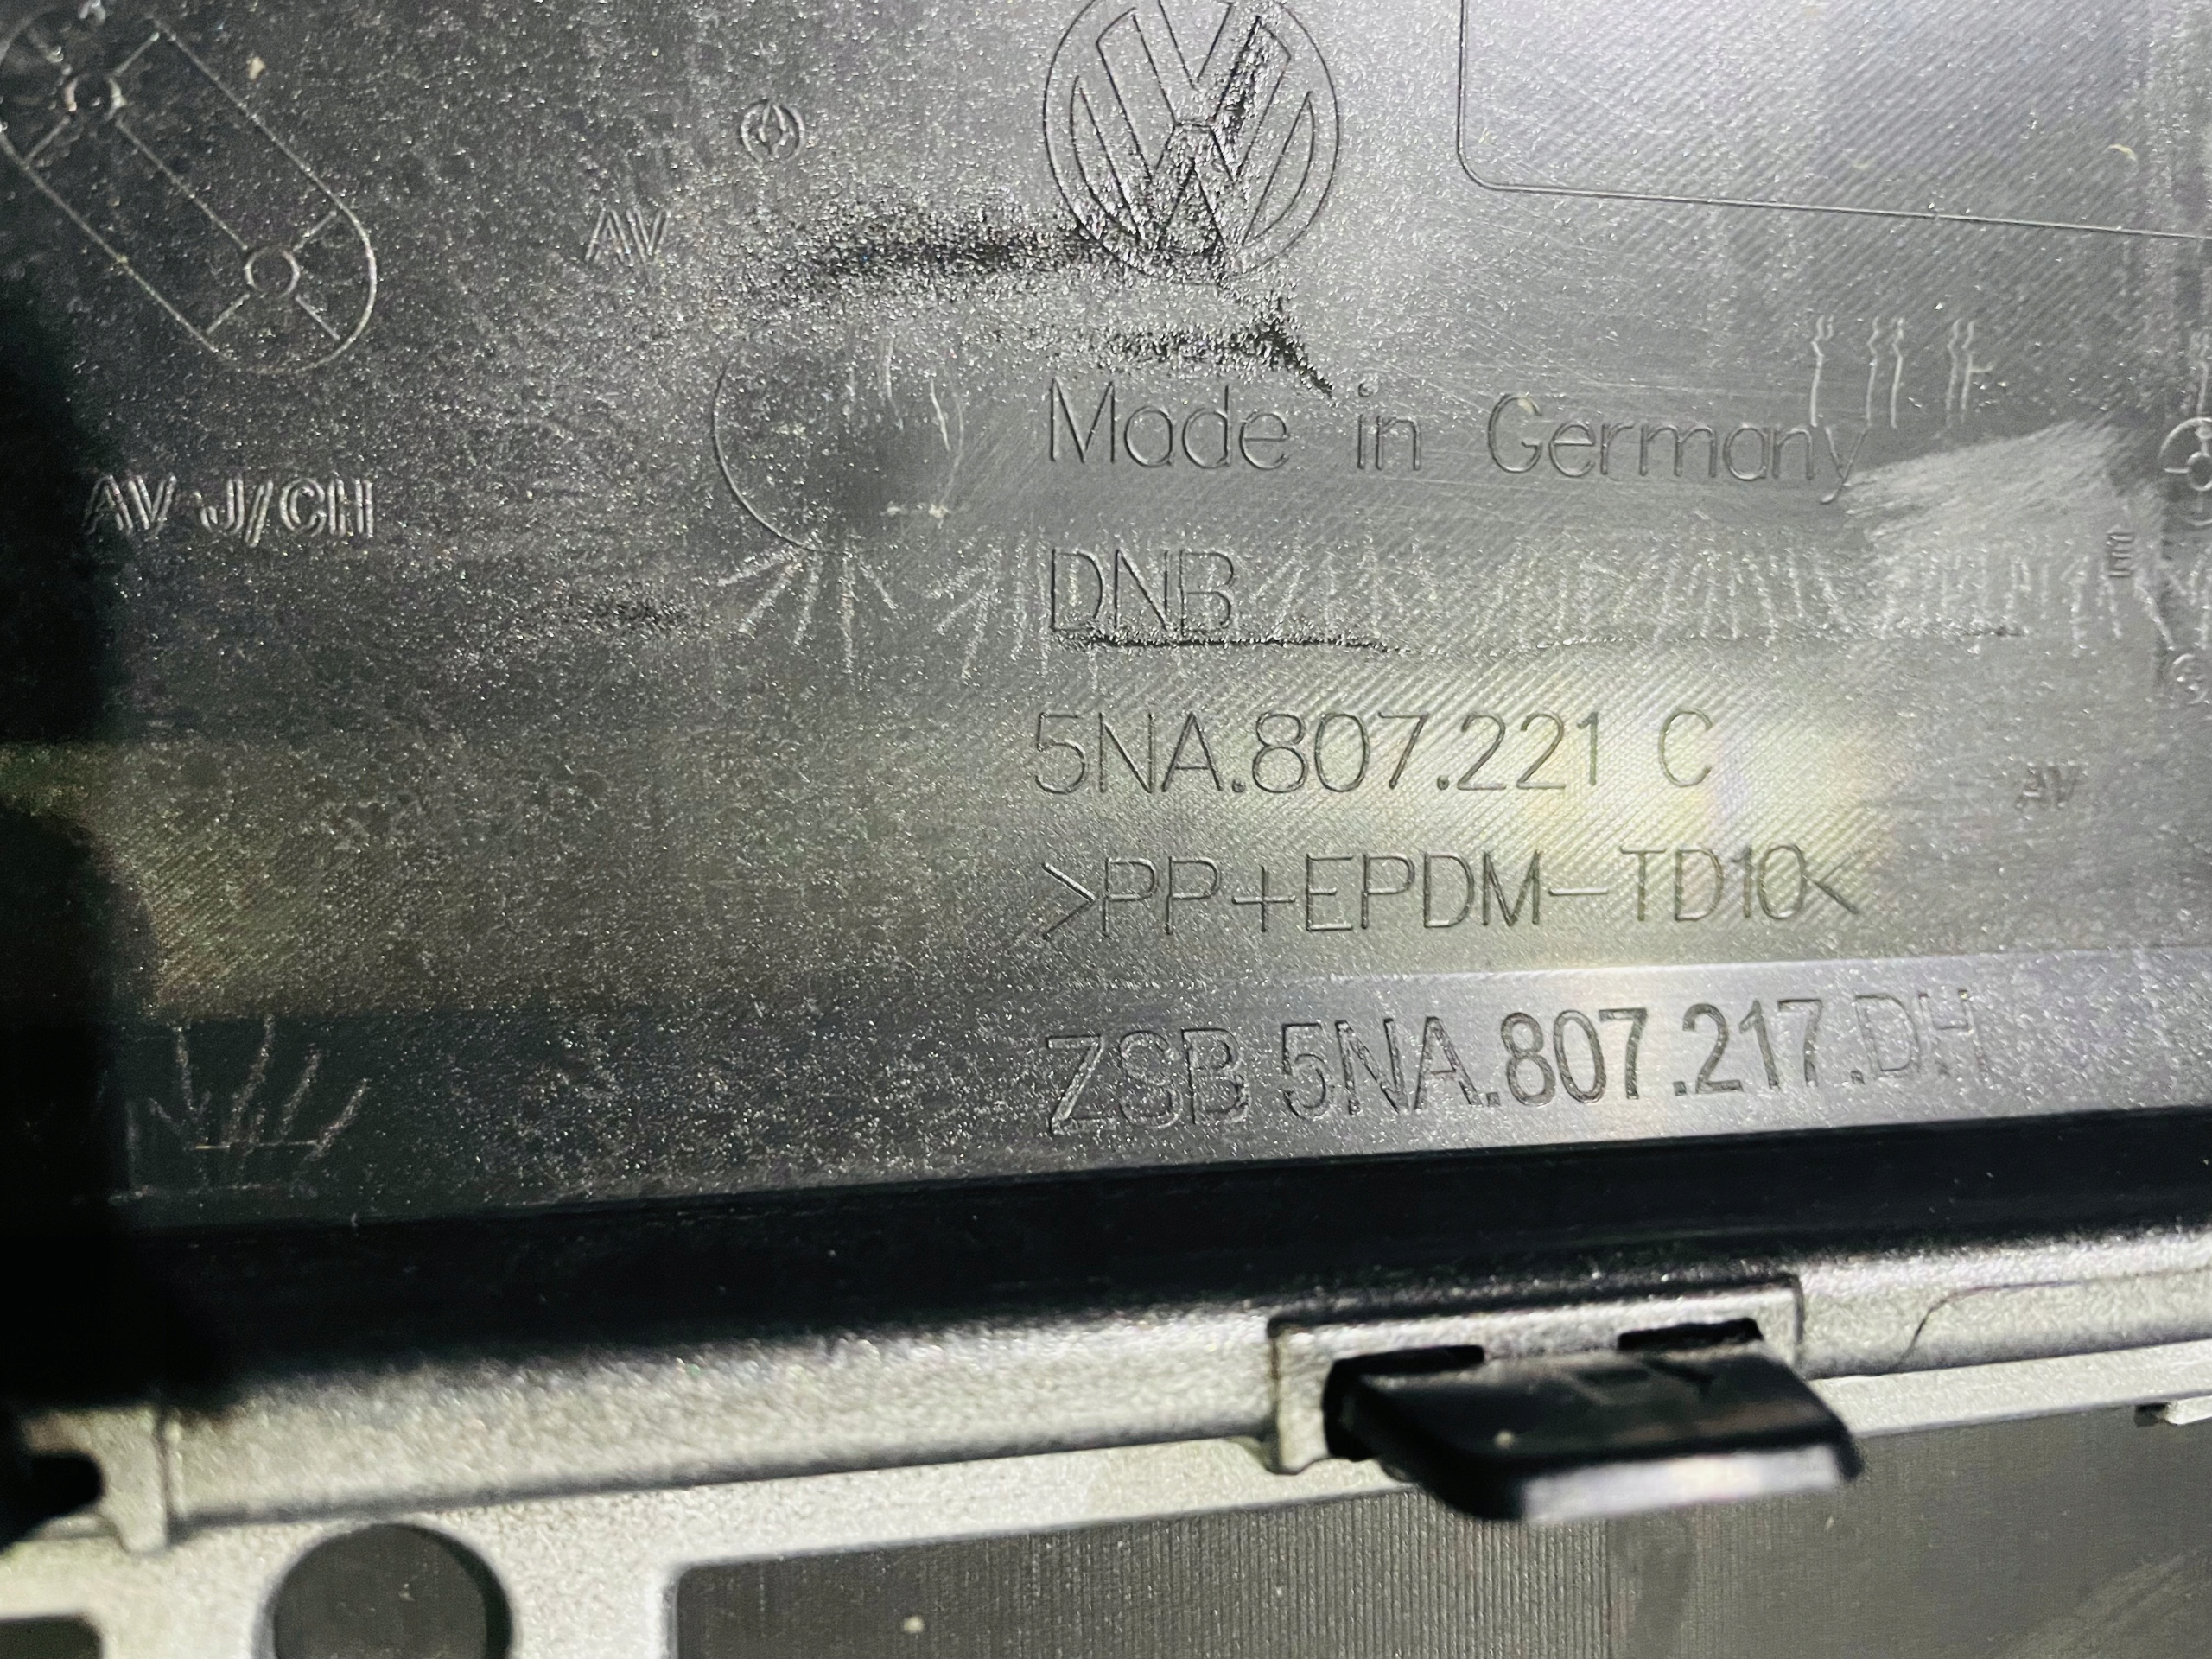 AV
Made in Germany
AV J/CH
DNB
E
5NA.807.221 C
AV
>PP+EPDM-TD10<
ZSB 5NA.807.217.DH